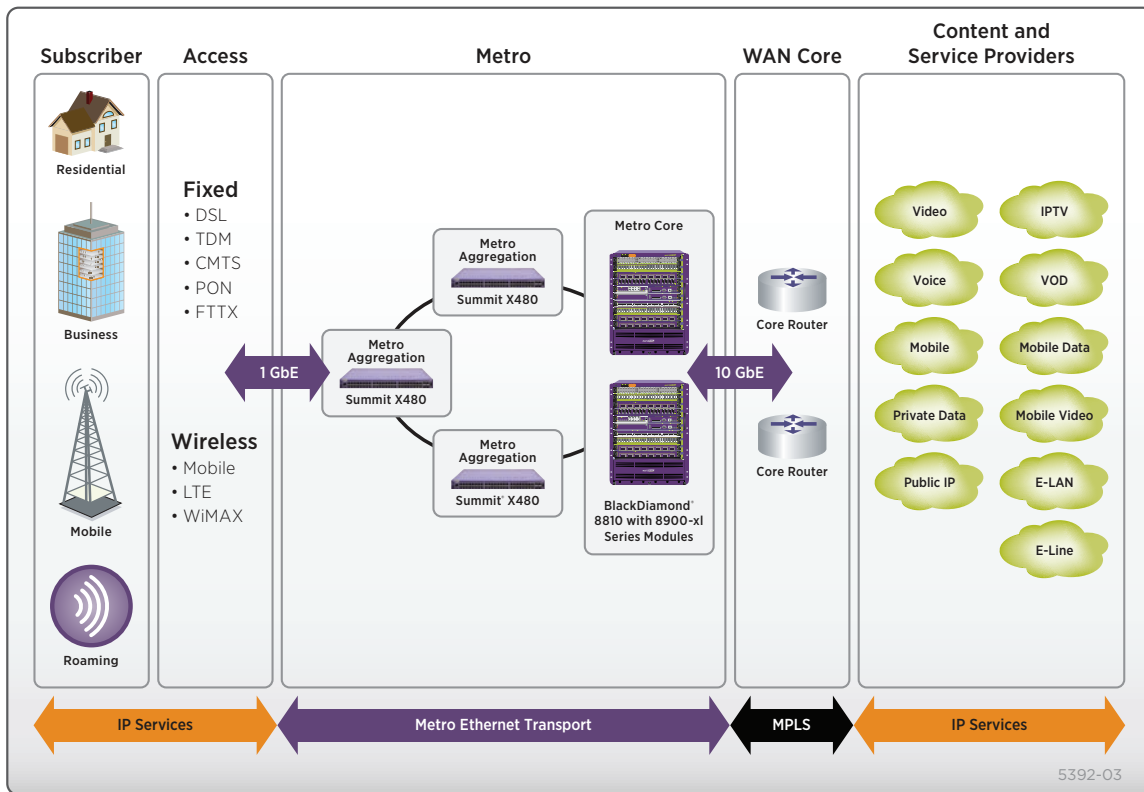 Subscriber
Access
Metro
WAN Core
Content and
Service Providers
Residential
Business
Mobile
Roaming
Fixed
• DSL
• TDM
• CMTS
• PON
• FTTX
Wireless
• Mobile
• LTE
• WiMAX
1 GbE
Metro
Aggregation
Summit X480
Metro
Aggregation
Summit X480
Metro
Aggregation
Summit® X480
Metro Core
BlackDiamond®
8810 with 8900-xl
Series Modules
10 GbE
Core Router
Core Router
Video
IPTV
Voice
VOD
Mobile
Mobile Data
Private Data
Mobile Video
Public IP
E-LAN
E-Line
IP Services
Metro Ethernet Transport
MPLS
IP Services
5392-03